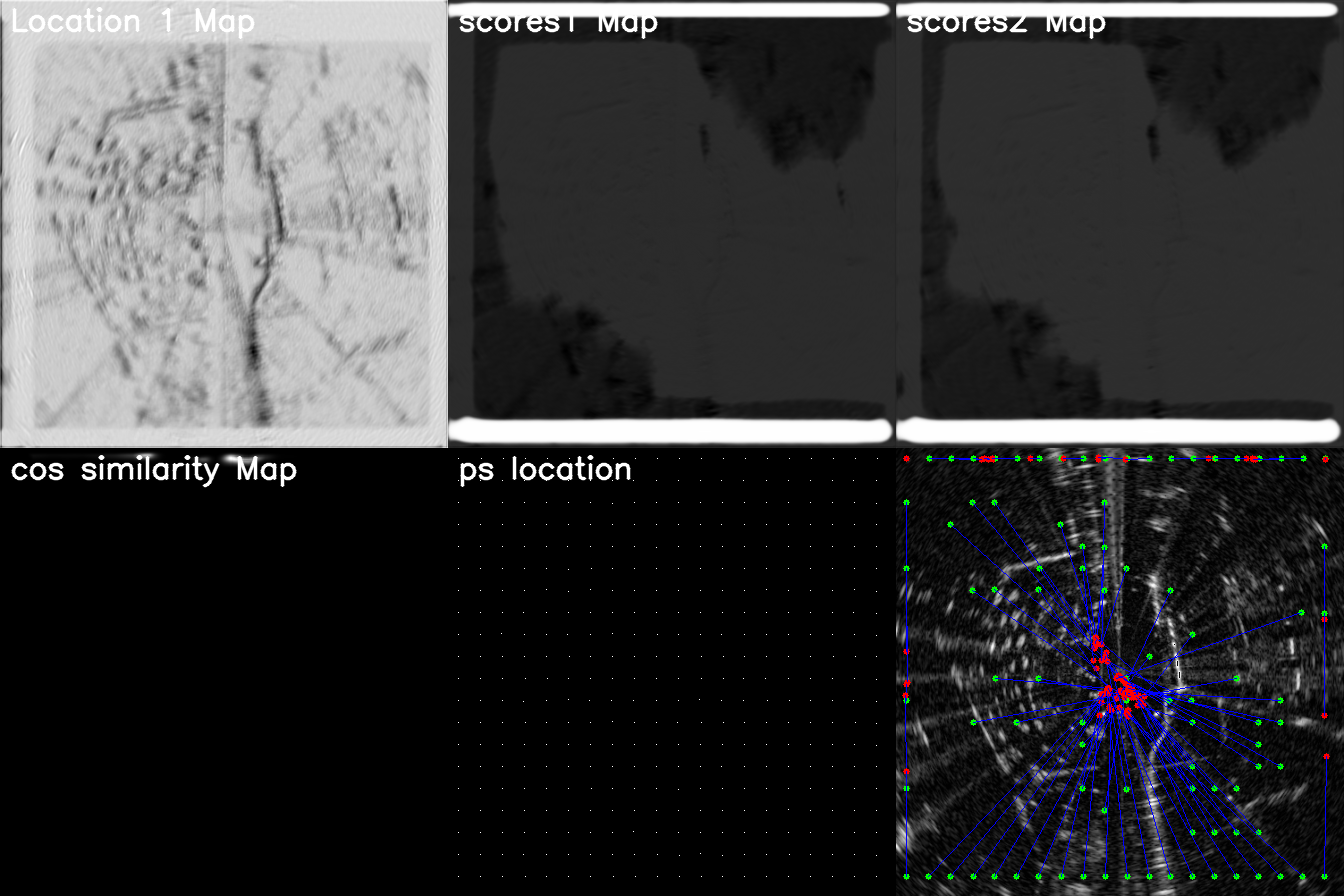 Location 1 Map
scores1 Map
scores2 Map
cos similarity Map
ps location